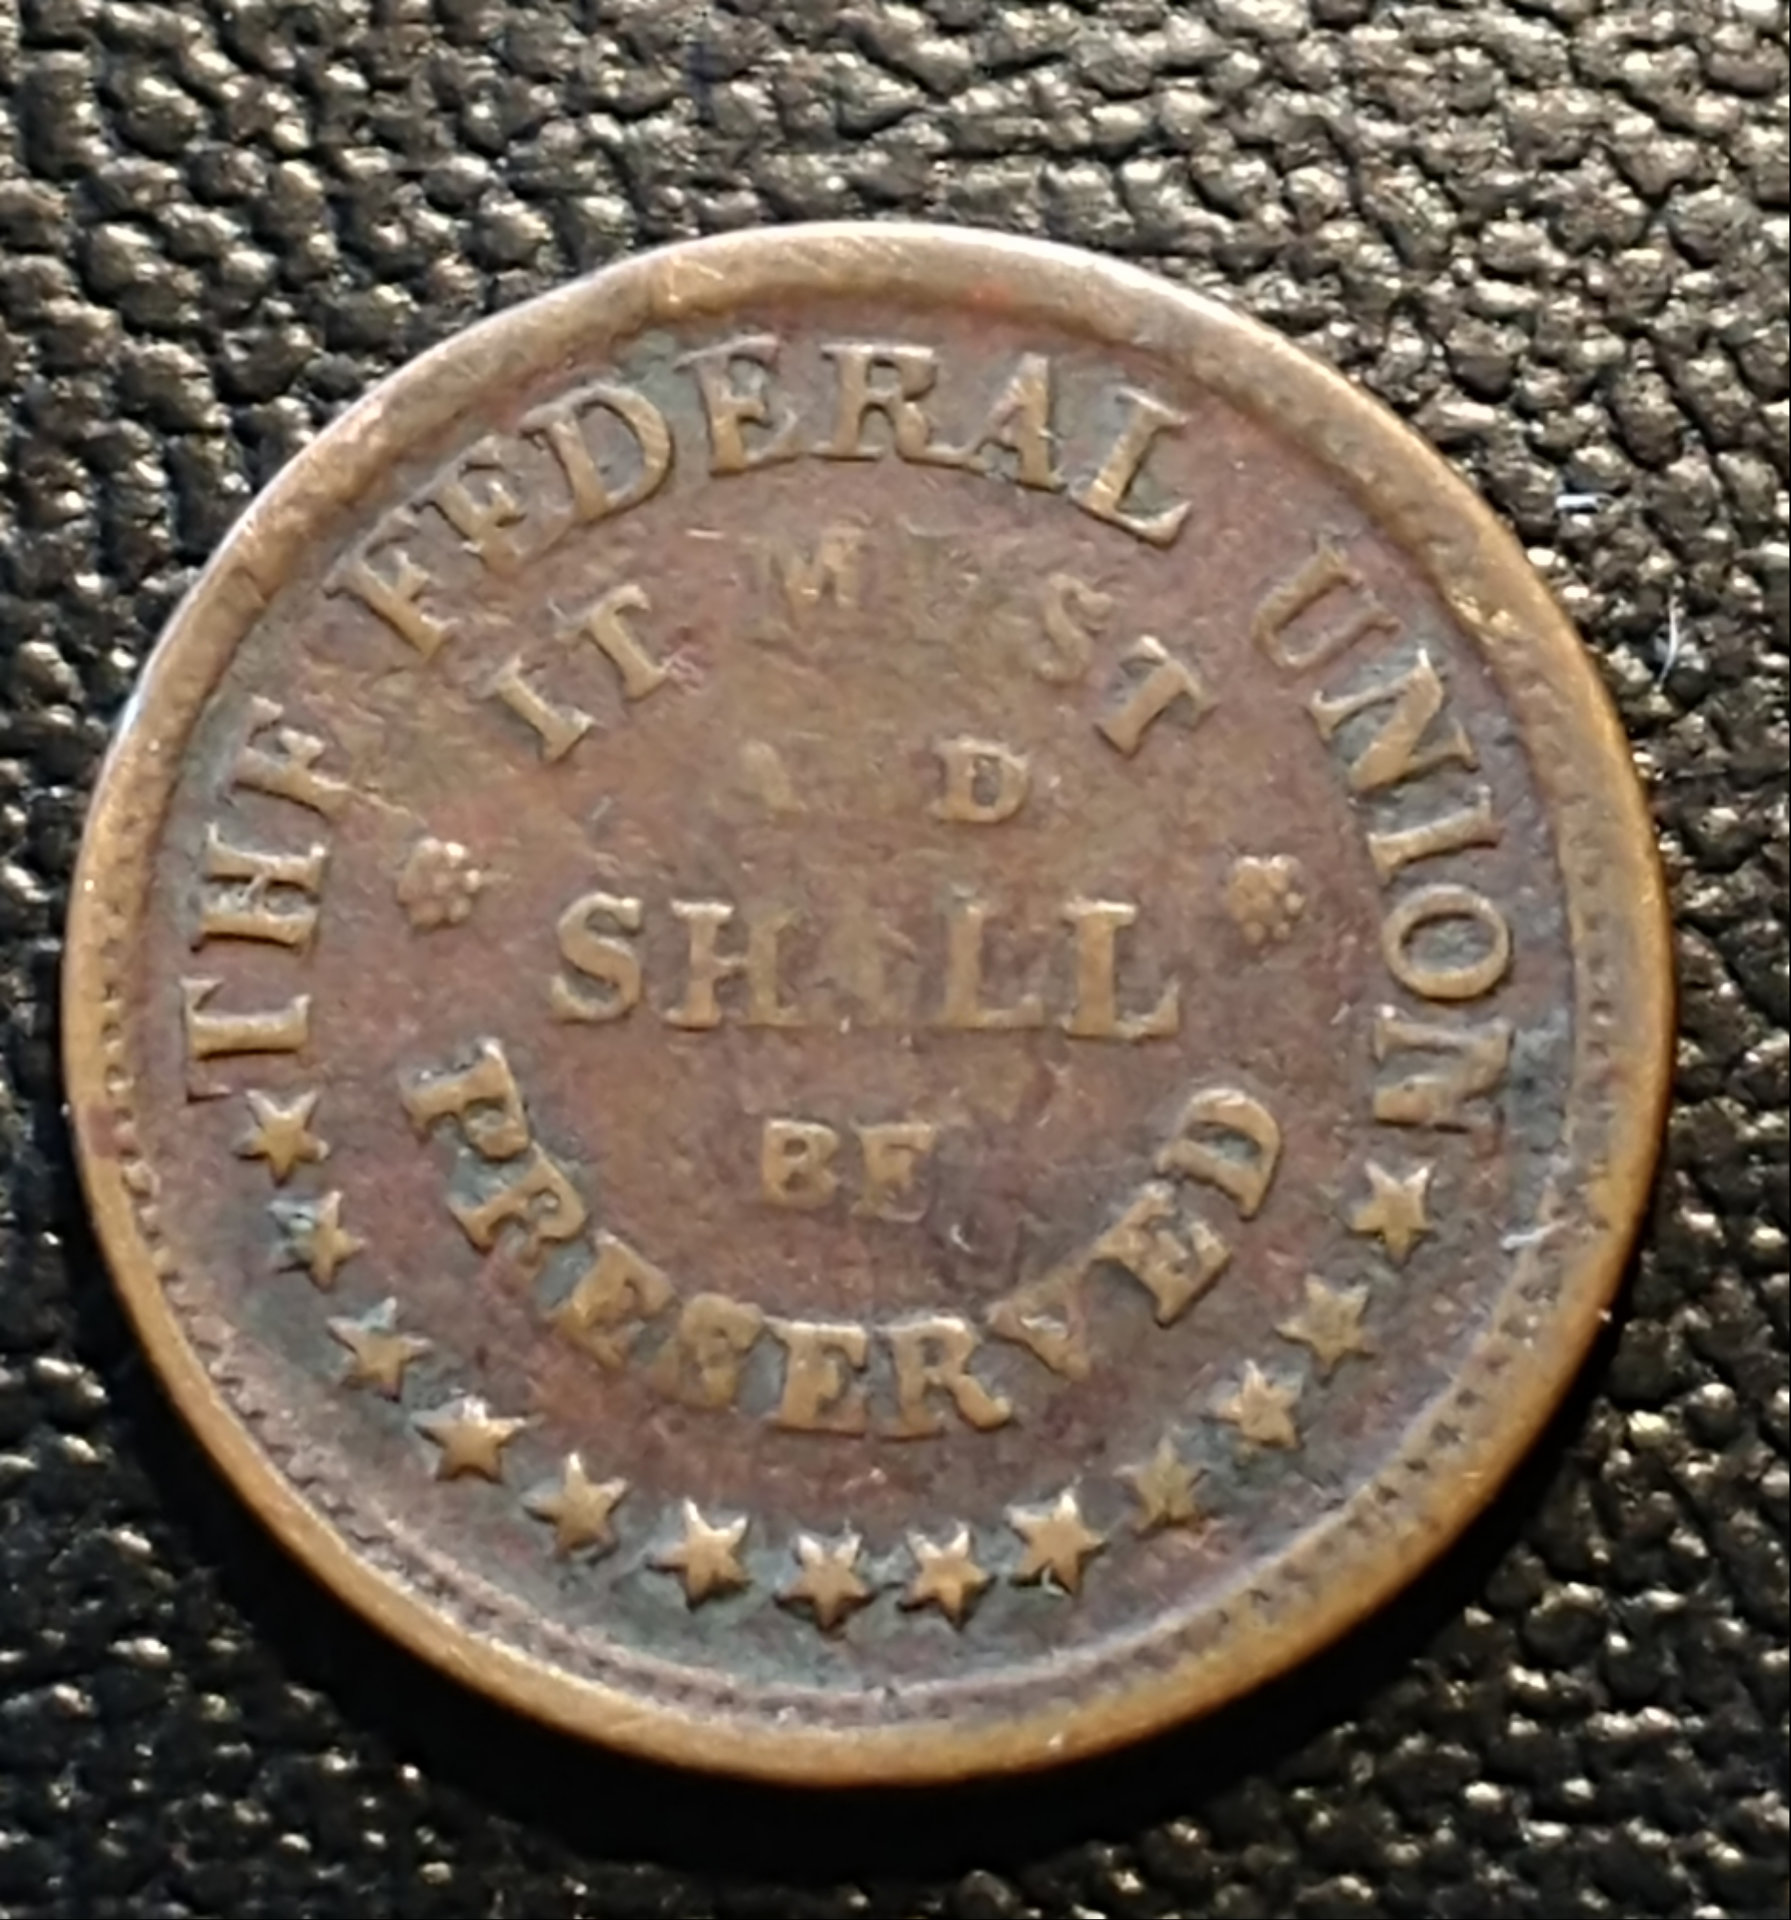 THE FEDERAL UNION
IT MUST
AND
SHALL
BE
PRESERVED